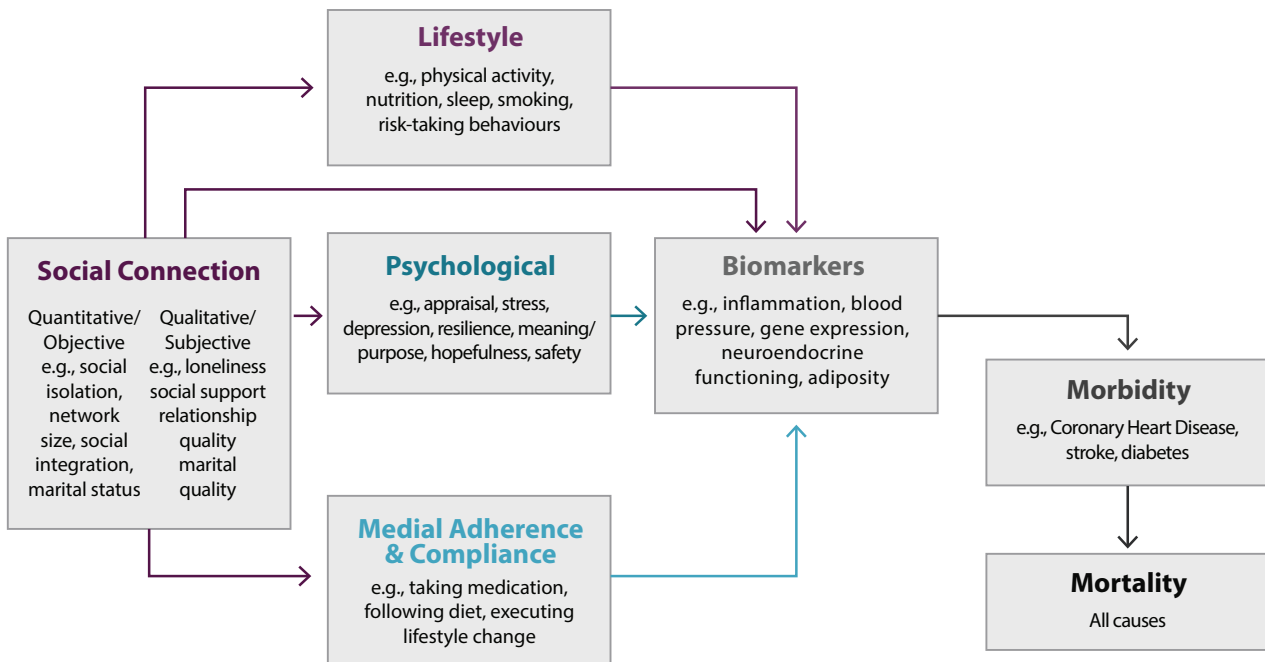 Lifestyle
e.g., physical activity,
nutrition, sleep, smoking,
risk-taking behaviours
Social Connection
Quantitative/
Objective
e.g., social
isolation,
network
size, social
integration,
marital status
Qualitative/
Subjective
e.g., loneliness
social support
relationship
quality
marital
quality
Psychological
e.g., appraisal, stress,
depression, resilience, meaning/
purpose, hopefulness, safety
Medial Adherence
& Compliance
e.g., taking medication,
following diet, executing
lifestyle change
Biomarkers
e.g., inflammation, blood
pressure, gene expression,
neuroendocrine
functioning, adiposity
Morbidity
e.g., Coronary Heart Disease,
stroke, diabetes
Mortality
All causes